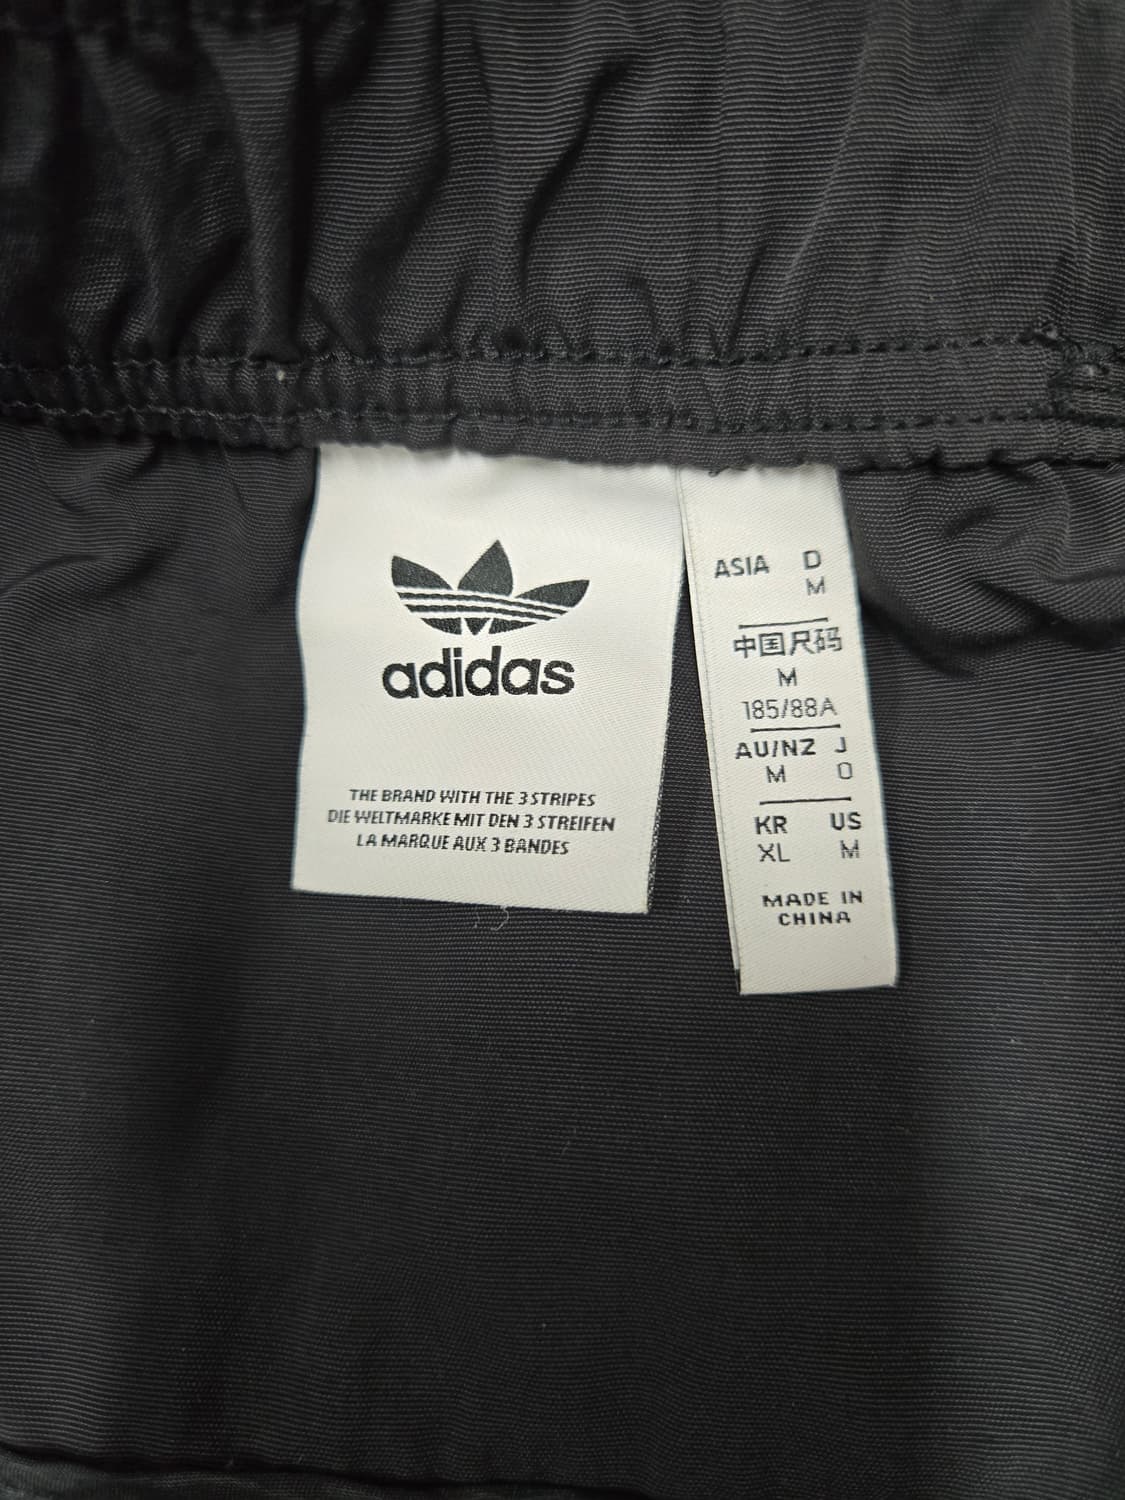 adidas
THE BRAND WITH THE 3 STRIPES
DIE WELTMARKE MIT DEN 3 STREIFEN
LA MARQUE AUX 3 BANDES
ASIA D
M
中国尺码
M
185/88A
AU/NZ J
M O
KR US
XL M
MADE IN
CHINA